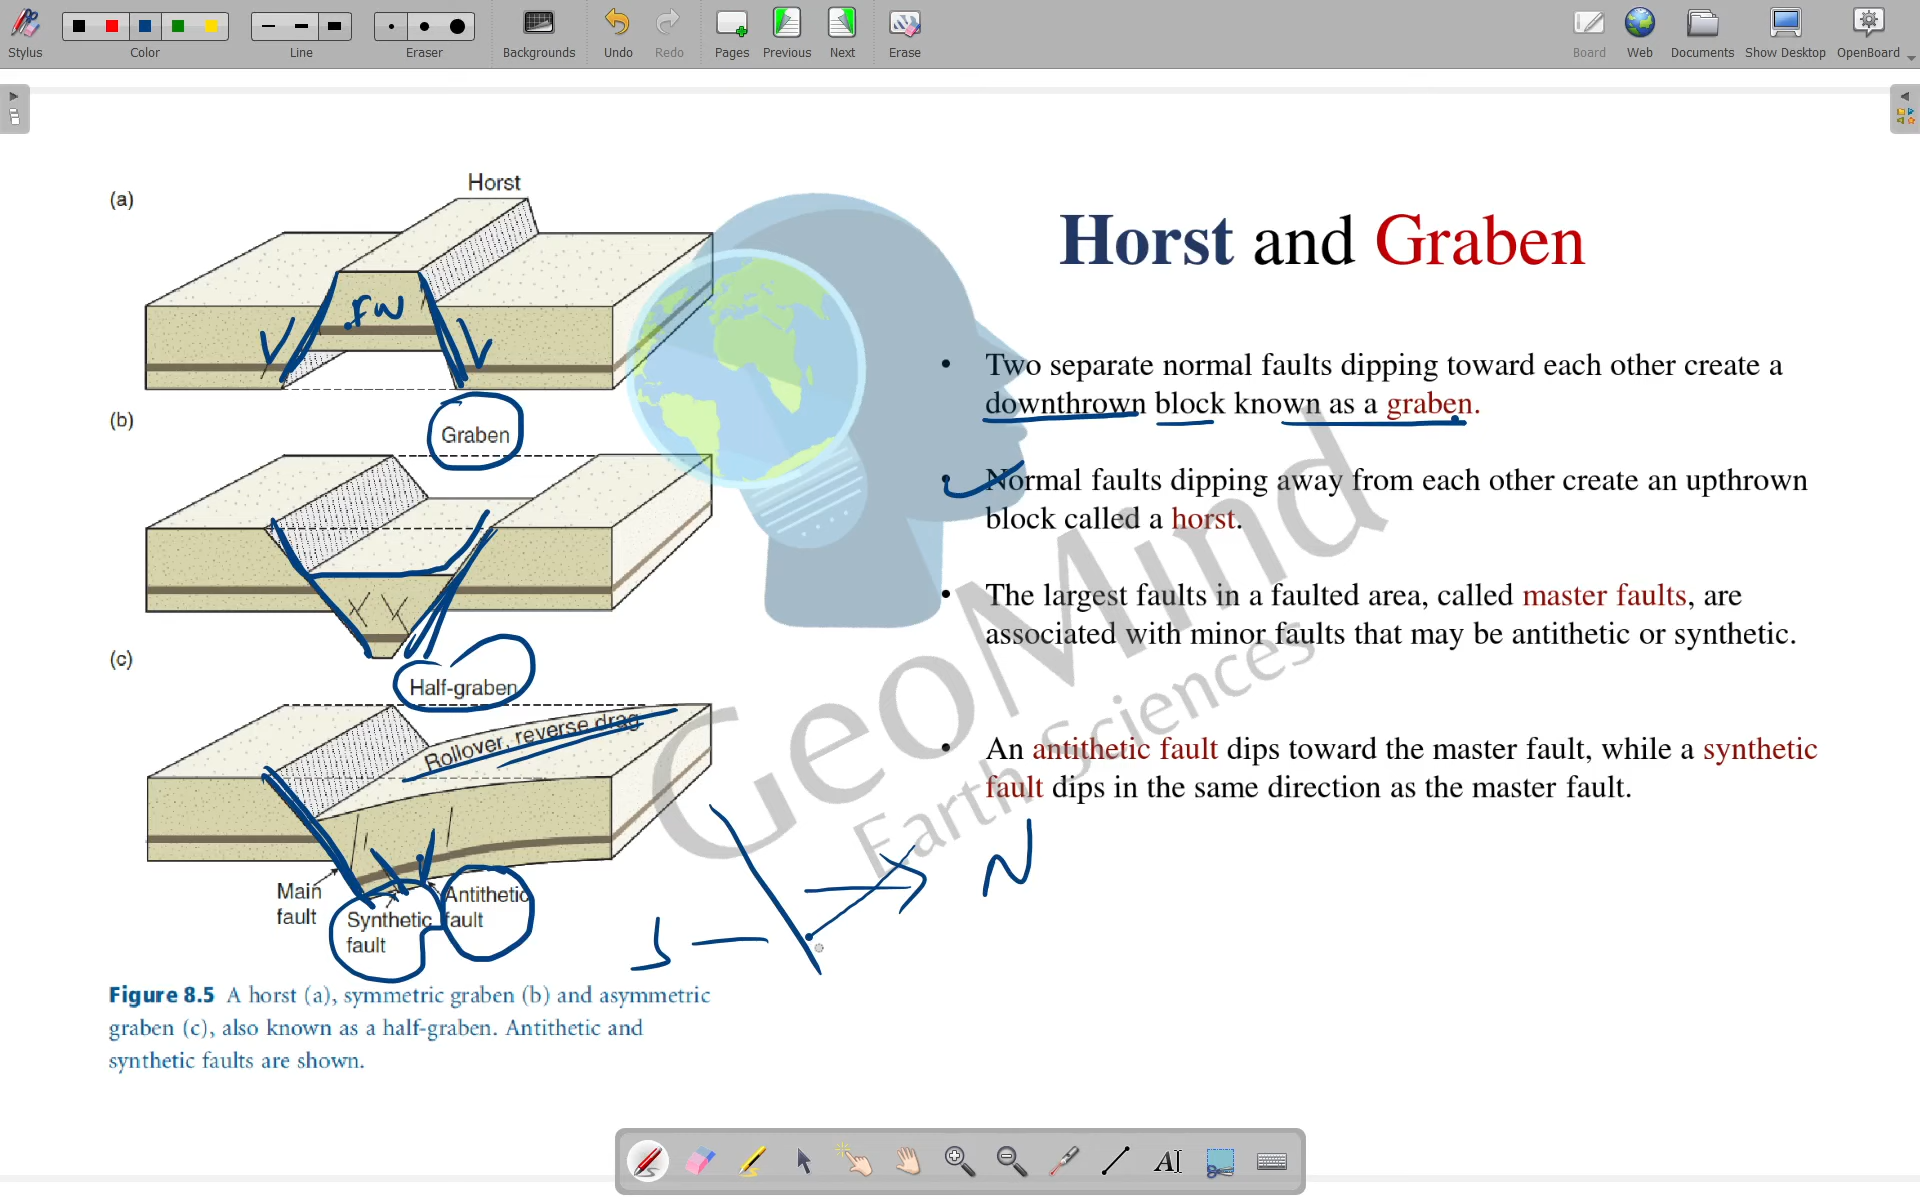 Stylus
Color
Line
Eraser
Backgrounds
Undo
Redo
Pages
Previous
Next
Erase
Board
Web
Documents
Show Desktop
OpenBoard
(a)
Horst
FW
(b)
Graben
(c)
Half-graben
Rollover, reverse drag
Main
fault
Synthetic
fault
Antithetic
fault
Figure 8.5 A horst (a), symmetric graben (b) and asymmetric
graben (c), also known as a half-graben. Antithetic and
synthetic faults are shown.
Horst and Graben
• Two separate normal faults dipping toward each other create a
downthrown block known as a graben.
• Normal faults dipping away from each other create an upthrown
block called a horst.
• The largest faults in a faulted area, called master faults, are
associated with minor faults that may be antithetic or synthetic.
• An antithetic fault dips toward the master fault, while a synthetic
fault dips in the same direction as the master fault.
S
N
GeoMind
Earth Sciences
AI